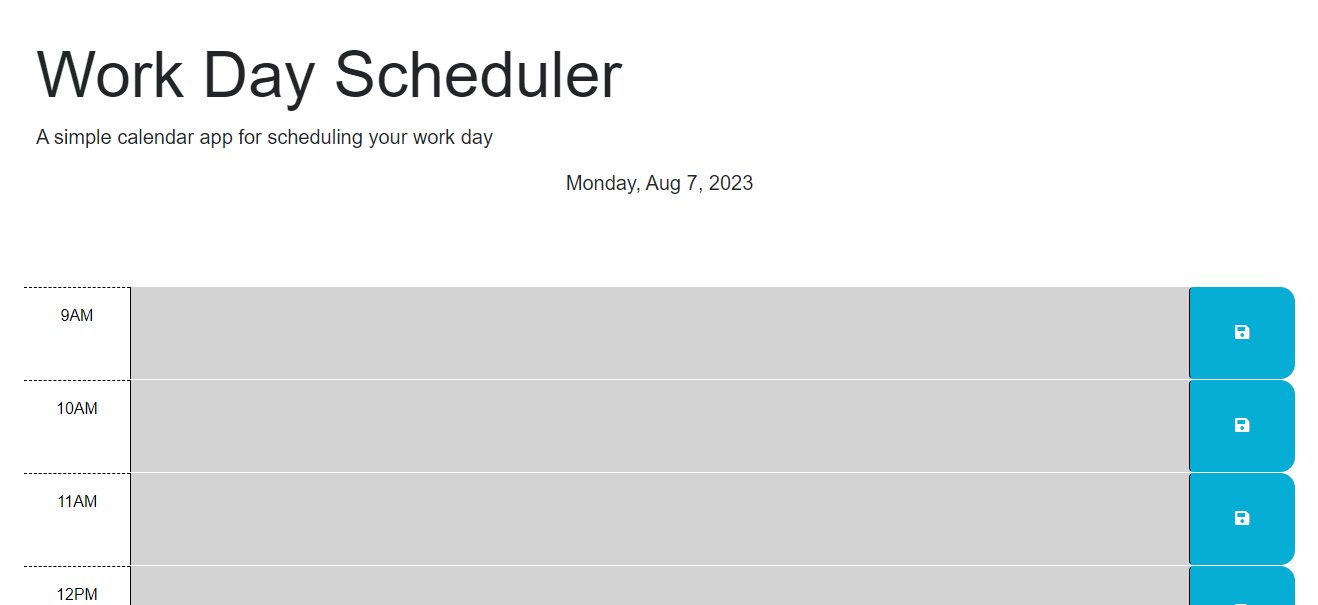 Work Day Scheduler
A simple calendar app for scheduling your work day
Monday, Aug 7, 2023
9AM
10AM
11AM
12PM